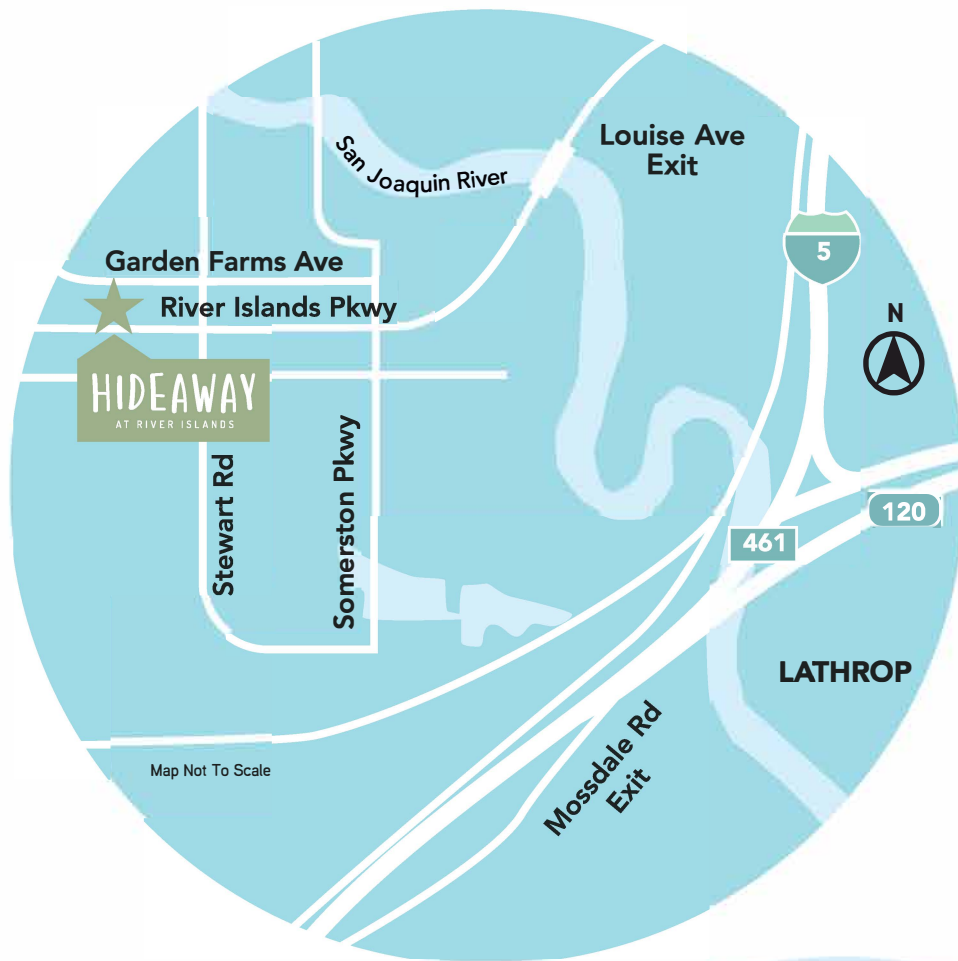 Louise Ave
Exit
San Joaquin River
5
Garden Farms Ave
River Islands Pkwy
N
HIDEAWAY
AT RIVER ISLANDS
Stewart Rd
Somerston Pkwy
120
461
LATHROP
Mossdale Rd
Exit
Map Not To Scale